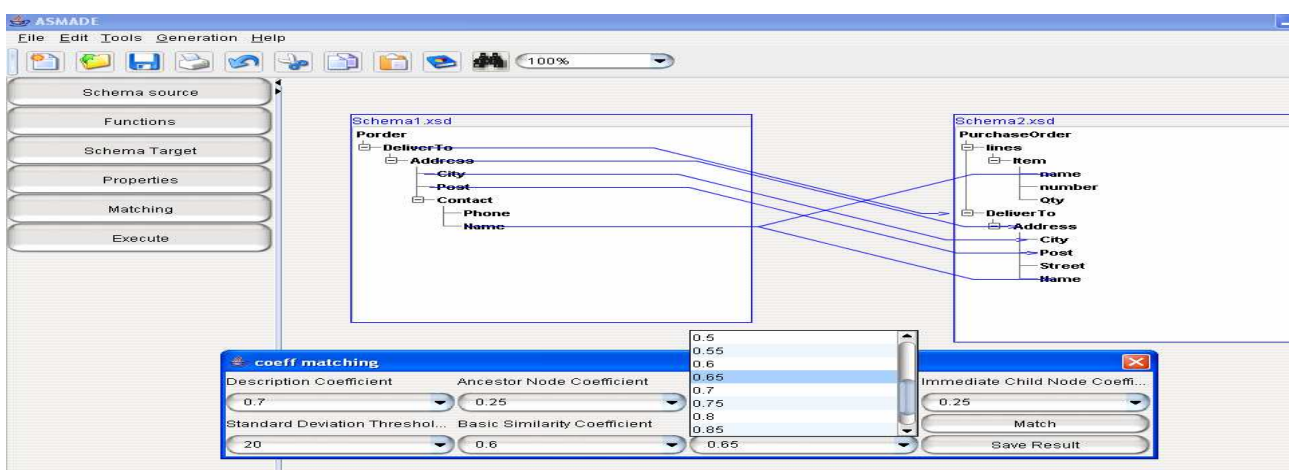 ASMADE
File Edit Tools Generation Help
100%
Schema source
Functions
Schema Target
Properties
Matching
Execute
Schema1.xsd
Porder
DeliverTo
Address
City
Post
Contact
Phone
Name
Schema2.xsd
PurchaseOrder
lines
Item
name
number
Qty
DeliverTo
Address
City
Post
Street
Name
coeff matching
Description Coefficient Ancestor Node Coefficient Immediate Child Node Coeffi...
0.7 0.25 0.25
Standard Deviation Threshol... Basic Similarity Coefficient Match
20 0.6 0.65 Save Result
0.5
0.55
0.6
0.65
0.7
0.75
0.8
0.85